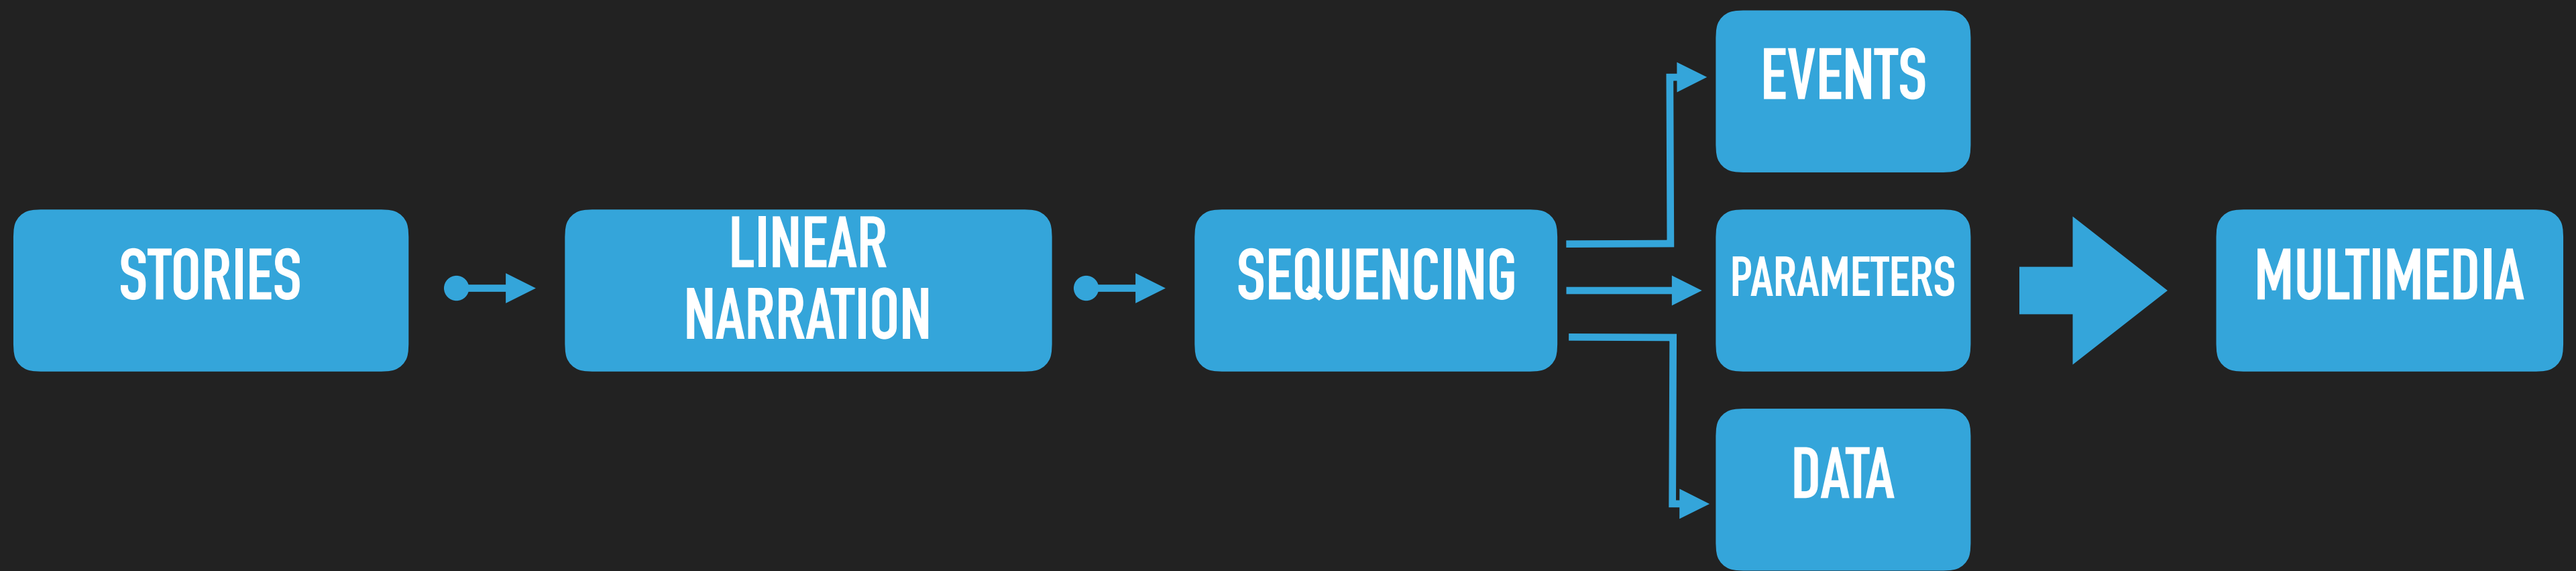 STORIES
LINEAR
NARRATION
SEQUENCING
EVENTS
PARAMETERS
DATA
MULTIMEDIA